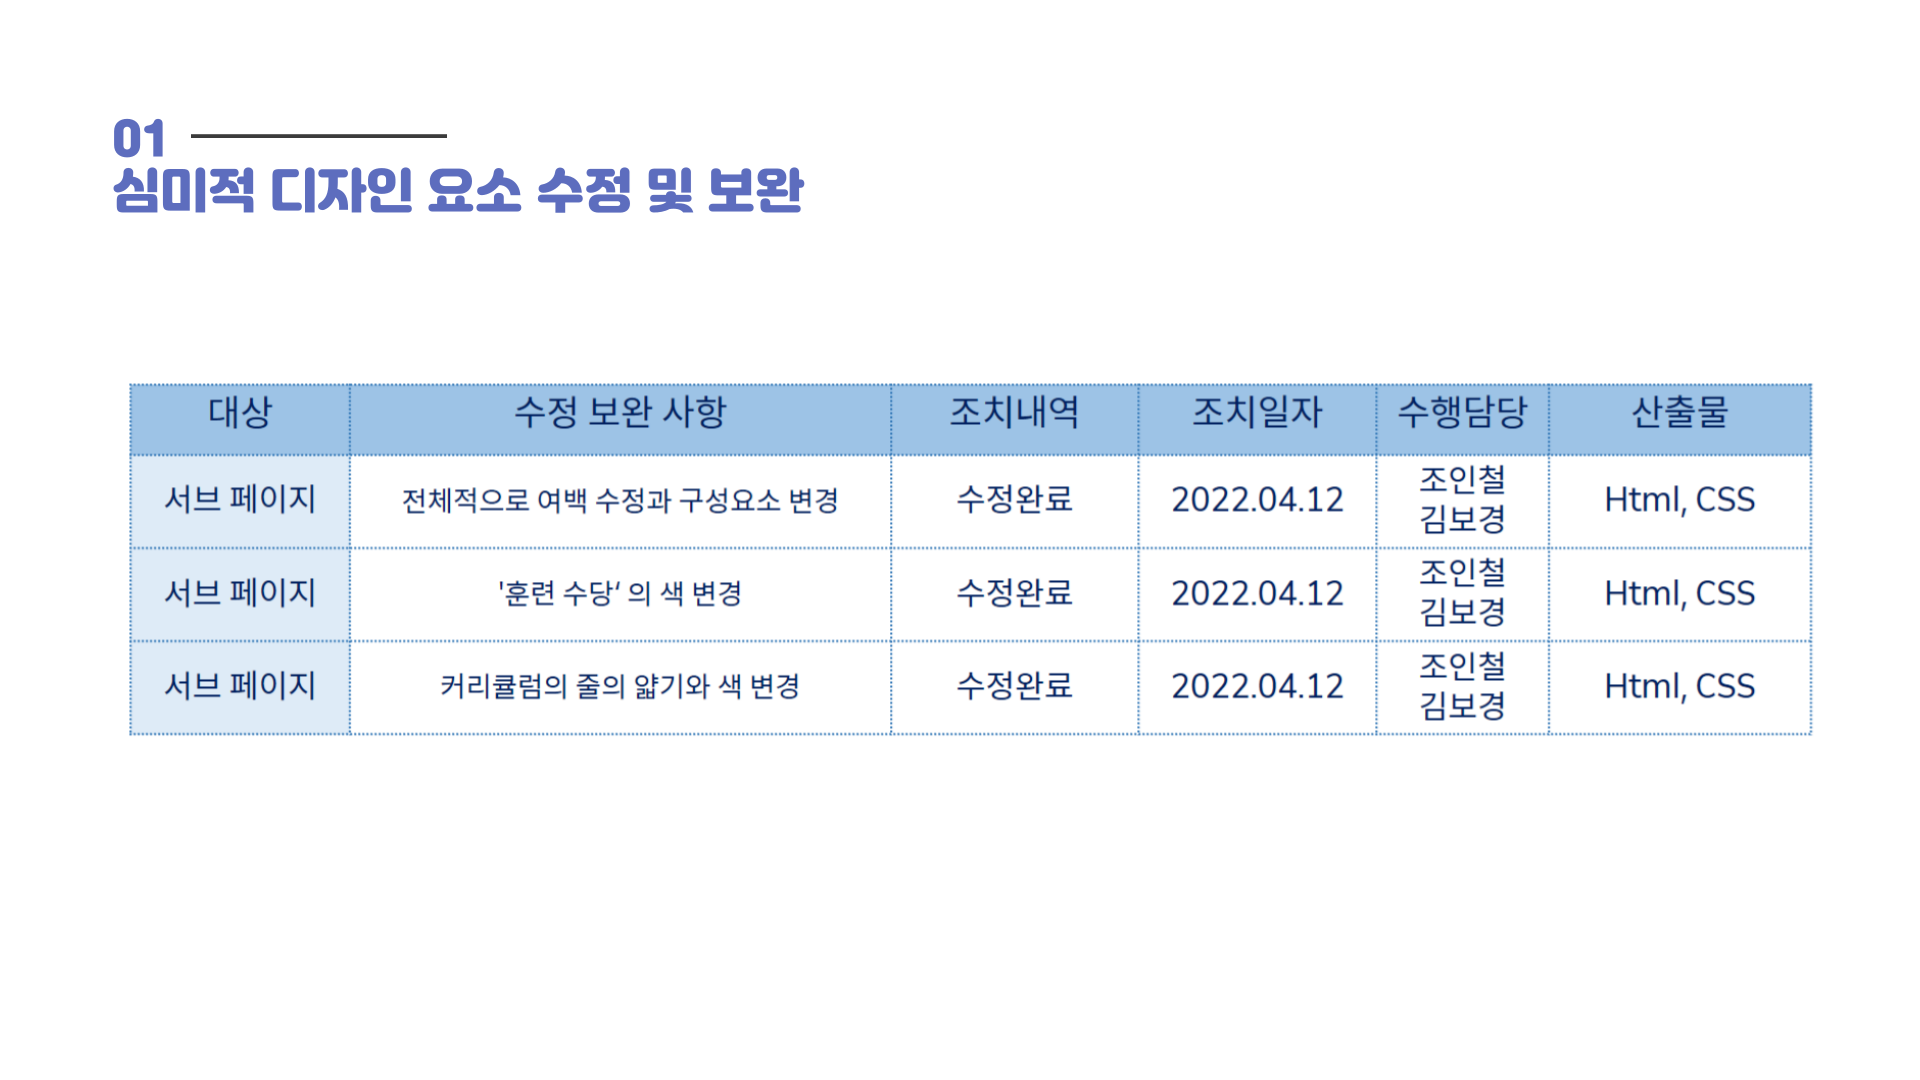 01
심미적 디자인 요소 수정 및 보완
대상 수정 보완 사항 조치내역 조치일자 수행담당 산출물
서브 페이지 전체적으로 여백 수정과 구성요소 변경 수정완료 2022.04.12 조인철 김보경 Html, CSS
서브 페이지 '훈련 수당‘ 의 색 변경 수정완료 2022.04.12 조인철 김보경 Html, CSS
서브 페이지 커리큘럼의 줄의 얇기와 색 변경 수정완료 2022.04.12 조인철 김보경 Html, CSS